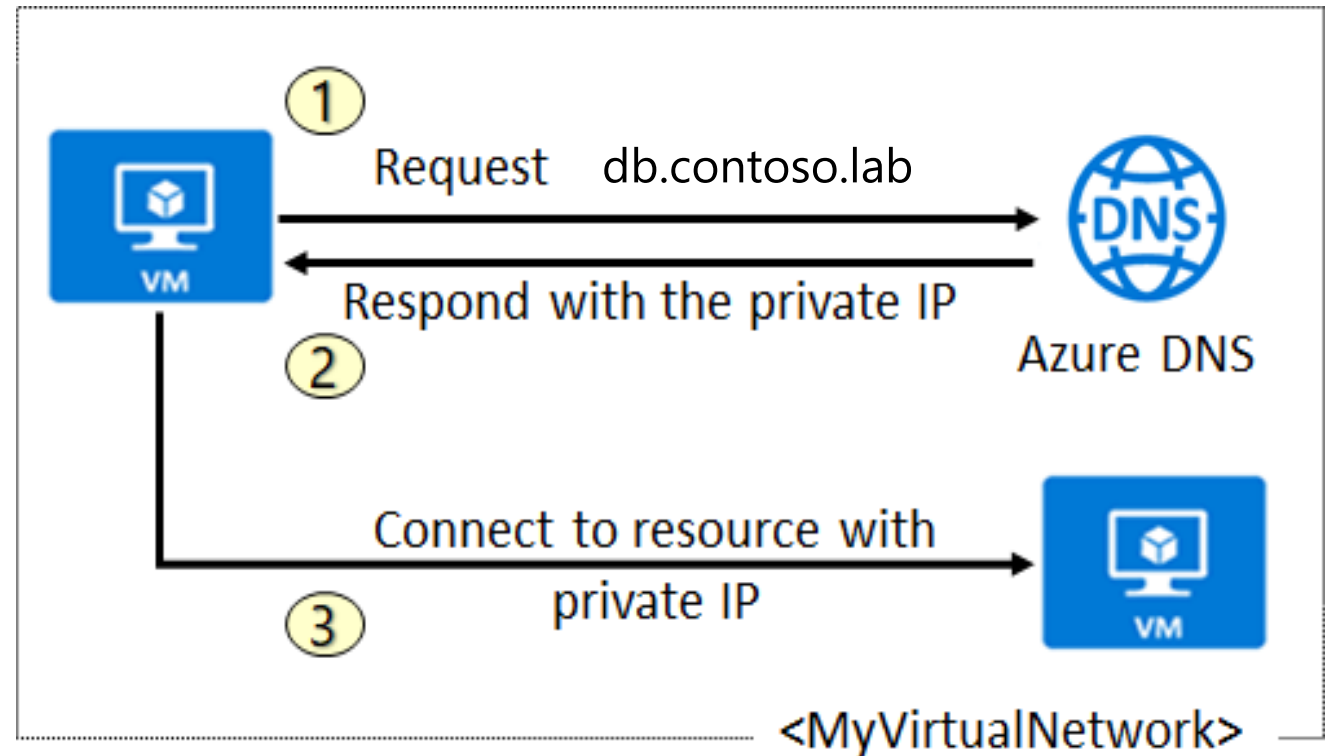 1
Request db.contoso.lab
DNS
VM
Respond with the private IP
2
Azure DNS
Connect to resource with
private IP
3
VM
<MyVirtualNetwork>